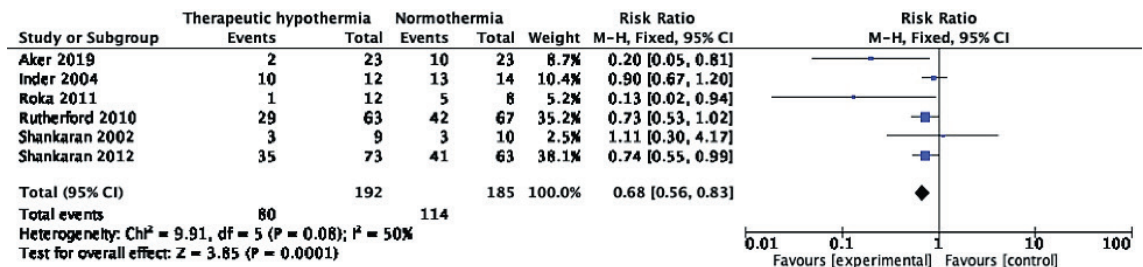 Therapeutic hypothermia Normothermia Risk Ratio Risk Ratio
Study or Subgroup Events Total Events Total Weight M-H, Fixed, 95% CI M-H, Fixed, 95% CI
Aker 2019 2 23 10 23 8.7% 0.20 [0.05, 0.81]
Inder 2004 10 12 13 14 10.4% 0.90 [0.67, 1.20]
Roka 2011 1 12 5 8 5.2% 0.13 [0.02, 0.94]
Rutherford 2010 29 63 42 67 35.2% 0.73 [0.53, 1.02]
Shankaran 2002 3 9 3 10 2.5% 1.11 [0.30, 4.17]
Shankaran 2012 35 73 41 63 38.1% 0.74 [0.55, 0.99]
Total (95% CI) 192 185 100.0% 0.68 [0.56, 0.83]
Total events 80 114
Heterogeneity: Chi² = 9.91, df = 5 (P = 0.08); I² = 50%
Test for overall effect: Z = 3.85 (P = 0.0001)
0.01 0.1 1 10 100
Favours [experimental] Favours [control]